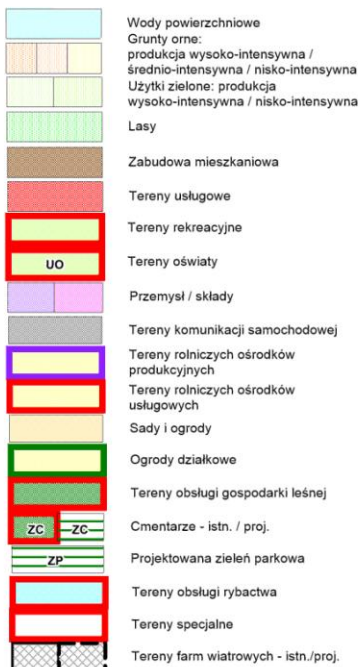 Wody powierzchniowe
Grunty orne:
produkcja wysoko-intensywna /
średnio-intensywna / nisko-intensywna
Użytki zielone: produkcja
wysoko-intensywna / nisko-intensywna
Lasy
Zabudowa mieszkaniowa
Tereny usługowe
Tereny rekreacyjne
UO Tereny oświaty
Przemysł / składy
Tereny komunikacji samochodowej
Tereny rolniczych ośrodków
produkcyjnych
Tereny rolniczych ośrodków
usługowych
Sady i ogrody
Ogrody działkowe
Tereny obsługi gospodarki leśnej
ZC ZC Cmentarze - istn. / proj.
ZP Projektowana zieleń parkowa
Tereny obsługi rybactwa
Tereny specjalne
Tereny farm wiatrowych - istn./proj.